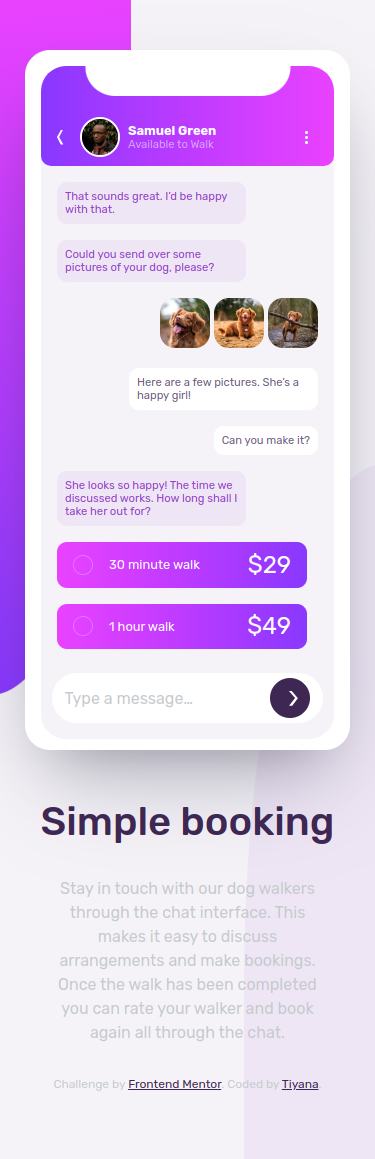 Samuel Green
Available to Walk
That sounds great. I'd be happy
with that.
Could you send over some
pictures of your dog, please?
Here are a few pictures. She's a
happy girl!
Can you make it?
She looks so happy! The time we
discussed works. How long shall I
take her out for?
30 minute walk $29
1 hour walk $49
Type a message…
Simple booking
Stay in touch with our dog walkers
through the chat interface. This
makes it easy to discuss
arrangements and make bookings.
Once the walk has been completed
you can rate your walker and book
again all through the chat.
Challenge by Frontend Mentor. Coded by Tiyana.